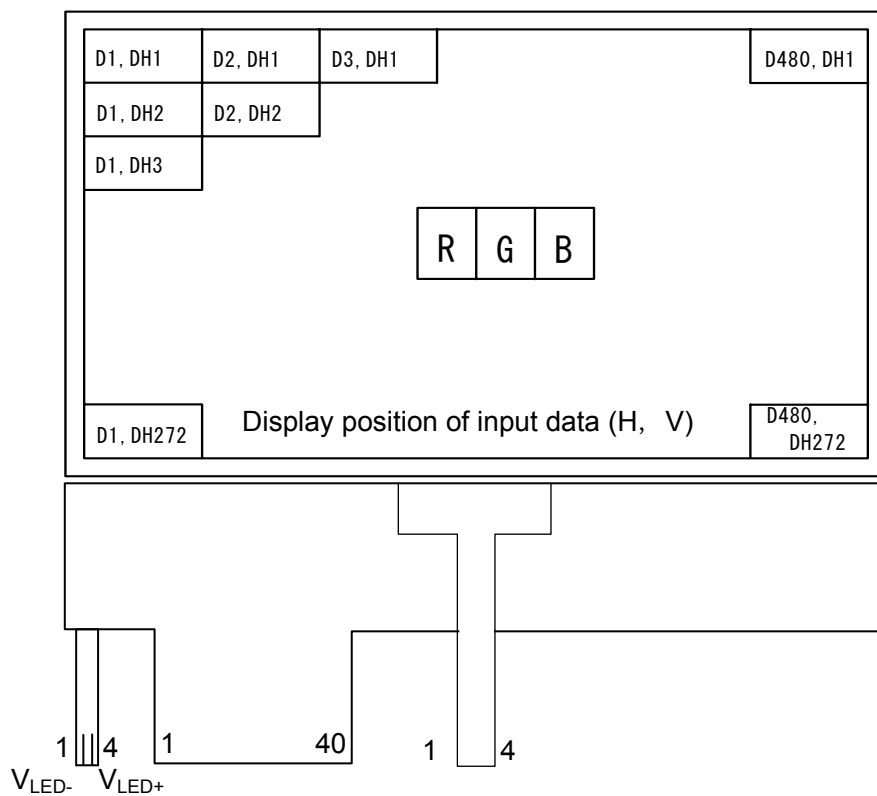 D1, DH1 D2, DH1 D3, DH1 D480, DH1
D1, DH2 D2, DH2
D1, DH3
R G B
D1, DH272 Display position of input data (H, V) D480,
DH272
1 4 1 40 1 4
VLED- VLED+